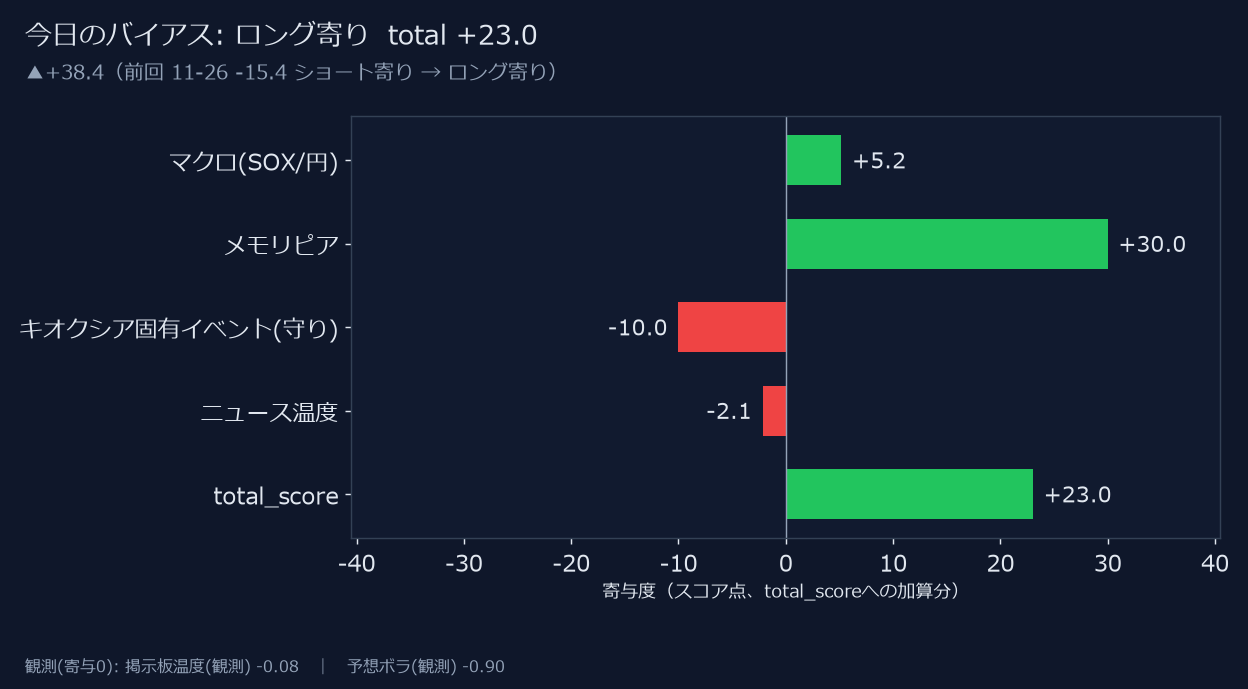 今日のバイアス: ロング寄り total +23.0
▲+38.4（前回 11-26 -15.4 ショート寄り → ロング寄り）
マクロ(SOX/円)
+5.2
メモリピア
+30.0
キオクシア固有イベント(守り)
-10.0
ニュース温度
-2.1
total_score
+23.0
-40 -30 -20 -10 0 10 20 30 40
寄与度（スコア点、total_scoreへの加算分）
観測(寄与0): 掲示板温度(観測) -0.08 | 予想ボラ(観測) -0.90